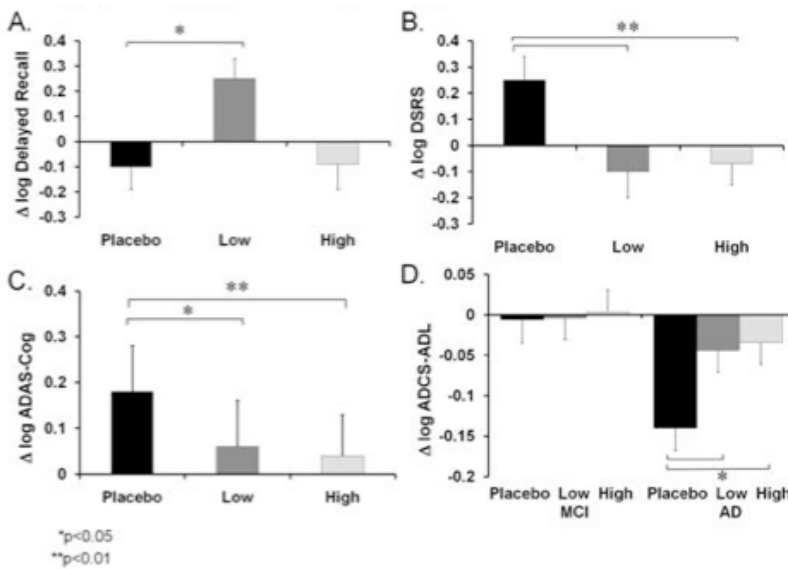 A.
*
0.4
0.3
0.2
0.1
0
-0.1
-0.2
-0.3
Δ log Delayed Recall
Placebo Low High
B.
**
0.4
0.3
0.2
0.1
0
-0.1
-0.2
-0.3
Δ log DSRS
Placebo Low High
C.
**
*
0.4
0.3
0.2
0.1
0
Δ log ADAS-Cog
Placebo Low High
D.
0.05
0
-0.05
-0.1
-0.15
-0.2
Δ log ADCS-ADL
*
Placebo Low High Placebo Low High
MCI AD
*p<0.05
**p<0.01